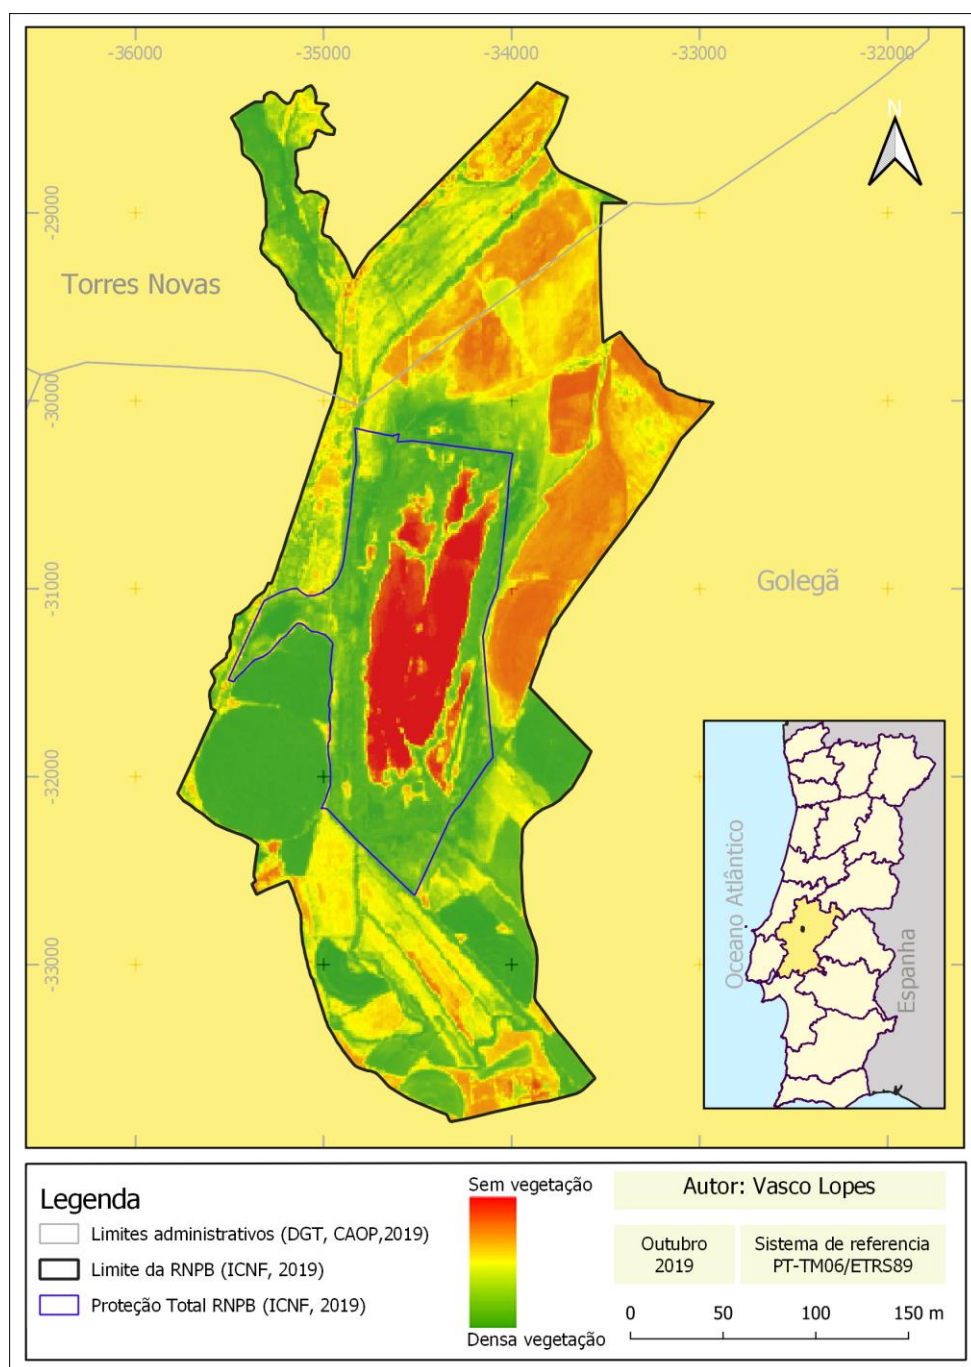 -36000 -35000 -34000 -33000 -32000
N
-29000
Torres Novas
-30000
Golegã
-31000
-32000
-33000
Oceano Atlântico
Espanha
Legenda
Limites administrativos (DGT, CAOP,2019)
Limite da RNPB (ICNF, 2019)
Proteção Total RNPB (ICNF, 2019)
Sem vegetação
Densa vegetação
Autor: Vasco Lopes
Outubro
2019
Sistema de referencia
PT-TM06/ETRS89
0 50 100 150 m